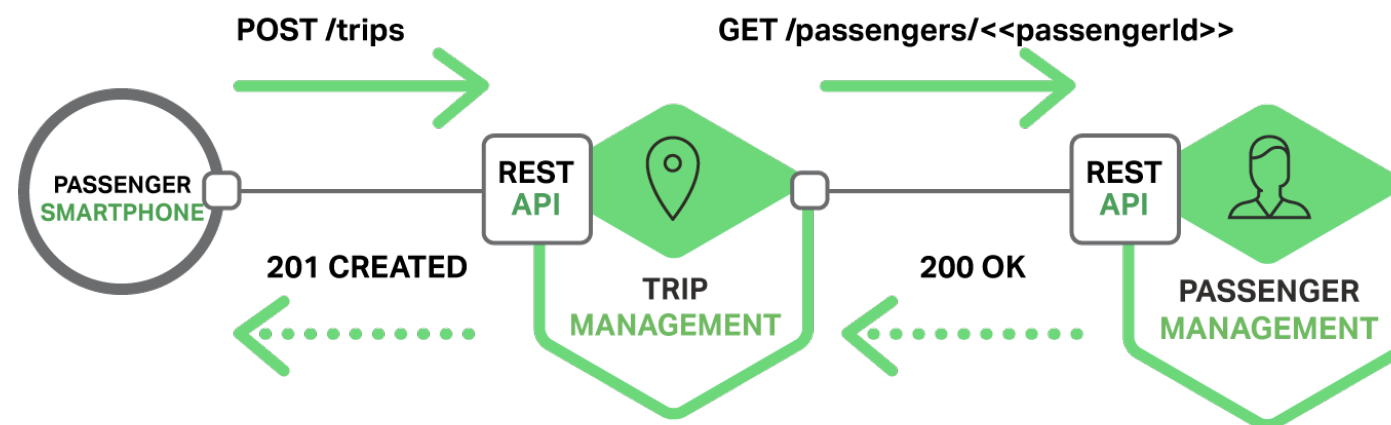 POST /trips
GET /passengers/<<passengerId>>
PASSENGER
SMARTPHONE
REST
API
REST
API
201 CREATED
TRIP
MANAGEMENT
200 OK
PASSENGER
MANAGEMENT